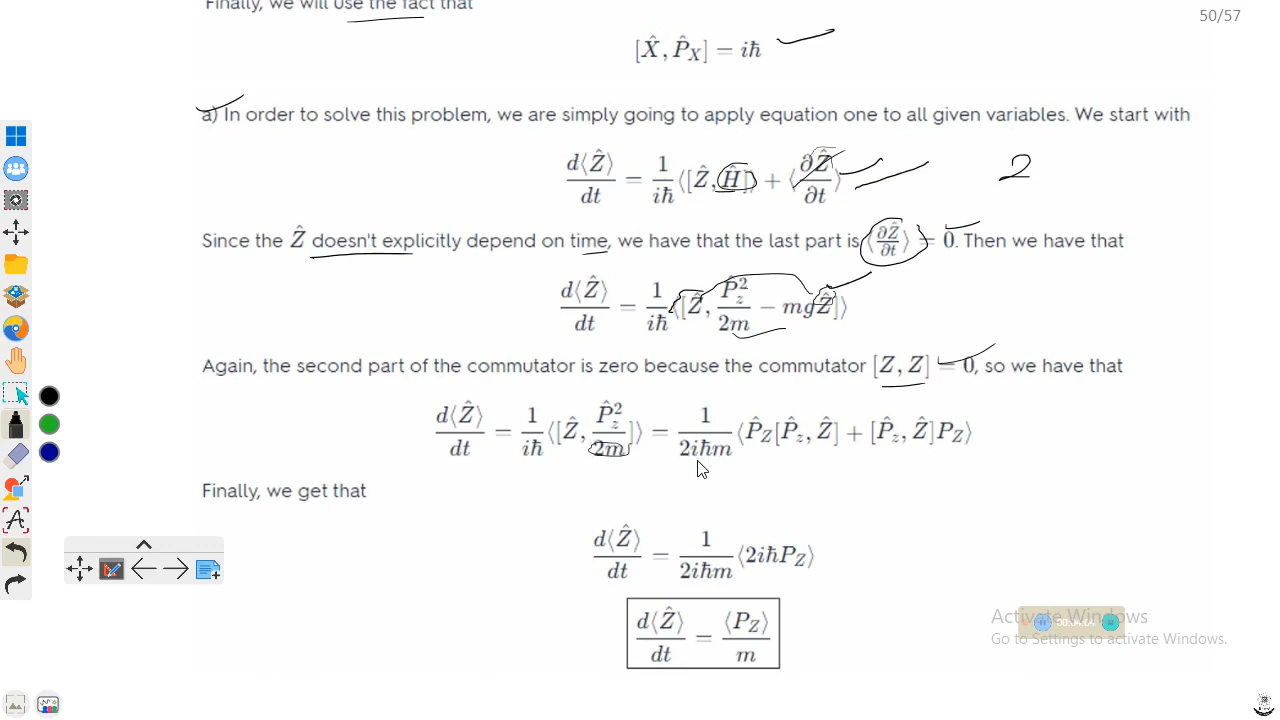 Finally, we will use the fact that
50/57
[X̂, P̂_X] = iħ
a) In order to solve this problem, we are simply going to apply equation one to all given variables. We start with
d⟨Ẑ⟩/dt = 1/iħ ⟨[Ẑ, Ĥ]⟩ + ⟨∂Ẑ/∂t⟩
2
Since the Ẑ doesn't explicitly depend on time, we have that the last part is ⟨∂Ẑ/∂t⟩ = 0. Then we have that
d⟨Ẑ⟩/dt = 1/iħ ⟨[Ẑ, P̂_z²/2m − mgẐ]⟩
Again, the second part of the commutator is zero because the commutator [Z, Z] = 0, so we have that
d⟨Ẑ⟩/dt = 1/iħ ⟨[Ẑ, P̂_z²/2m]⟩ = 1/2iħm ⟨P̂_Z[P̂_z, Ẑ] + [P̂_z, Ẑ]P_Z⟩
Finally, we get that
d⟨Ẑ⟩/dt = 1/2iħm ⟨2iħP_Z⟩
d⟨Ẑ⟩/dt = ⟨P_Z⟩/m
Activate Windows
Go to Settings to activate Windows.